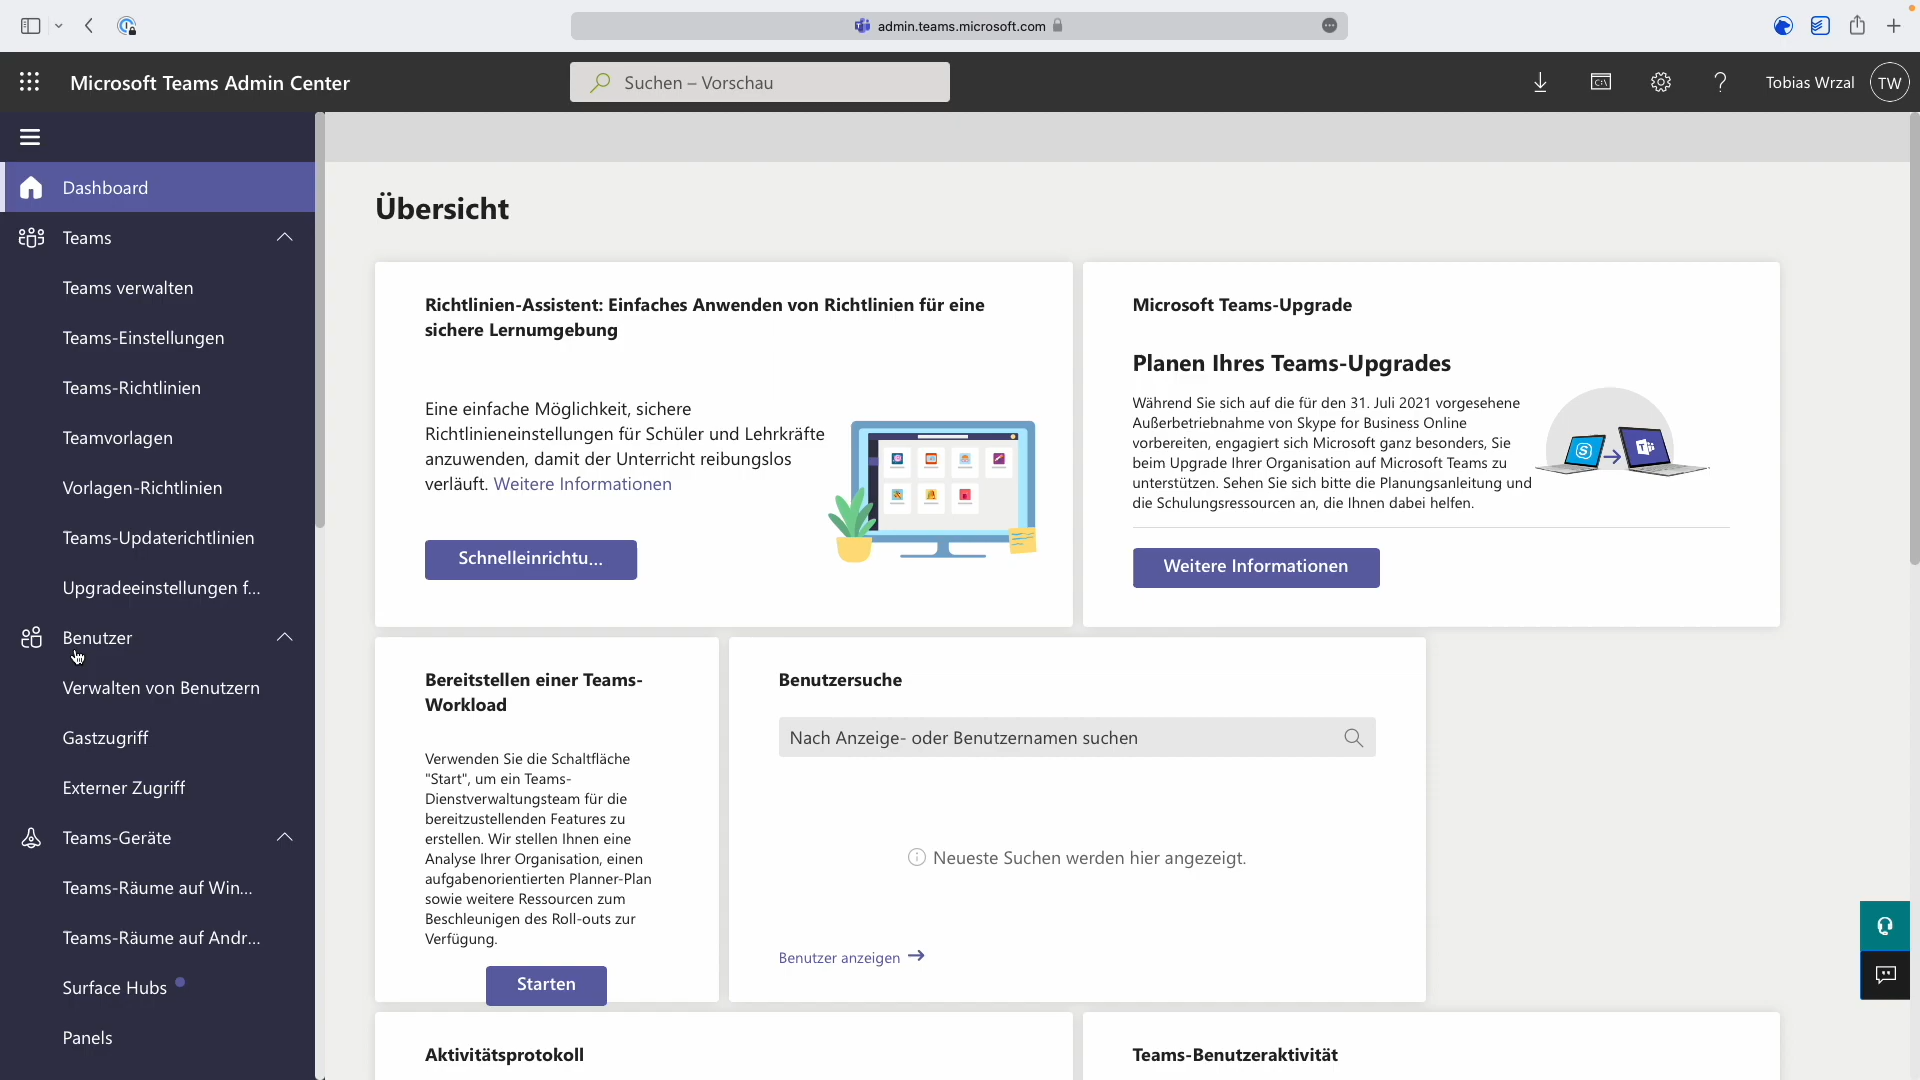 admin.teams.microsoft.com
Microsoft Teams Admin Center
Suchen – Vorschau
Tobias Wrzal
TW
Dashboard
Teams
Teams verwalten
Teams-Einstellungen
Teams-Richtlinien
Teamvorlagen
Vorlagen-Richtlinien
Teams-Updaterichtlinien
Upgradeeinstellungen f...
Benutzer
Verwalten von Benutzern
Gastzugriff
Externer Zugriff
Teams-Geräte
Teams-Räume auf Win...
Teams-Räume auf Andr...
Surface Hubs
Panels
Übersicht
Richtlinien-Assistent: Einfaches Anwenden von Richtlinien für eine
sichere Lernumgebung
Eine einfache Möglichkeit, sichere
Richtlinieneinstellungen für Schüler und Lehrkräfte
anzuwenden, damit der Unterricht reibungslos
verläuft. Weitere Informationen
Schnelleinrichtu...
Microsoft Teams-Upgrade
Planen Ihres Teams-Upgrades
Während Sie sich auf die für den 31. Juli 2021 vorgesehene
Außerbetriebnahme von Skype for Business Online
vorbereiten, engagiert sich Microsoft ganz besonders, Sie
beim Upgrade Ihrer Organisation auf Microsoft Teams zu
unterstützen. Sehen Sie sich bitte die Planungsanleitung und
die Schulungsressourcen an, die Ihnen dabei helfen.
Weitere Informationen
Bereitstellen einer Teams-
Workload
Verwenden Sie die Schaltfläche
"Start", um ein Teams-
Dienstverwaltungsteam für die
bereitzustellenden Features zu
erstellen. Wir stellen Ihnen eine
Analyse Ihrer Organisation, einen
aufgabenorientierten Planner-Plan
sowie weitere Ressourcen zum
Beschleunigen des Roll-outs zur
Verfügung.
Starten
Benutzersuche
Nach Anzeige- oder Benutzernamen suchen
Neueste Suchen werden hier angezeigt.
Benutzer anzeigen
Aktivitätsprotokoll
Teams-Benutzeraktivität